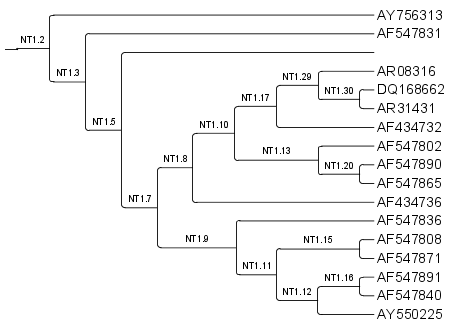 AY756313
NT1.2
AF547831
NT1.3
AR08316
NT1.29
DQ168662
NT1.30
NT1.17
AR31431
NT1.5
NT1.10
AF434732
AF547802
NT1.13
NT1.8
AF547890
NT1.20
AF547865
NT1.7
AF434736
AF547836
NT1.9
NT1.15
AF547808
AF547871
NT1.11
NT1.16
AF547891
NT1.12
AF547840
AY550225